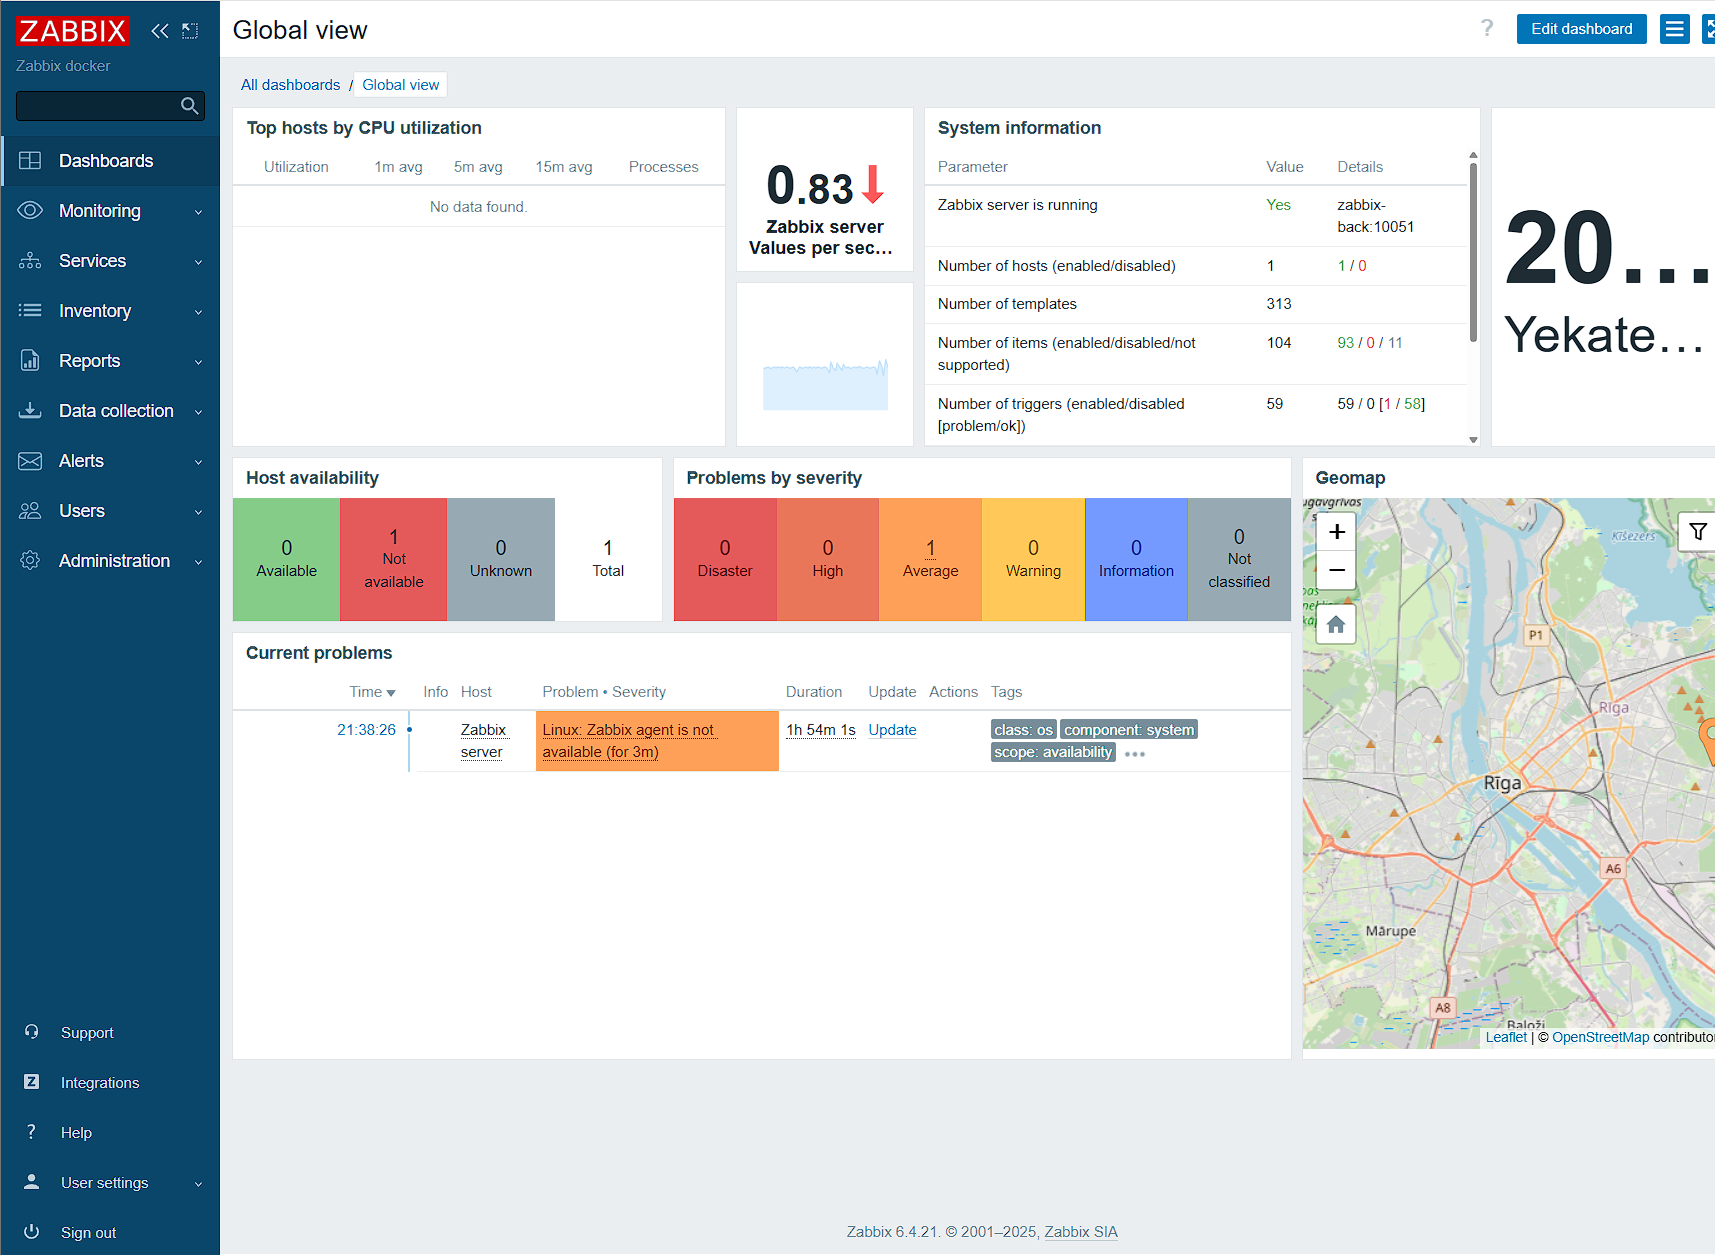 ZABBIX
Zabbix docker
Dashboards
Monitoring
Services
Inventory
Reports
Data collection
Alerts
Users
Administration
Support
Integrations
Help
User settings
Sign out
Global view
?
Edit dashboard
All dashboards / Global view
Top hosts by CPU utilization
Utilization 1m avg 5m avg 15m avg Processes
No data found.
0.83
Zabbix server
Values per sec…
System information
Parameter Value Details
Zabbix server is running Yes zabbix-
back:10051
Number of hosts (enabled/disabled) 1 1 / 0
Number of templates 313
Number of items (enabled/disabled/not 104 93 / 0 / 11
supported)
Number of triggers (enabled/disabled 59 59 / 0 [1 / 58]
[problem/ok])
20…
Yekate…
Host availability
0
Available
1
Not
available
0
Unknown
1
Total
Problems by severity
0
Disaster
0
High
1
Average
0
Warning
0
Information
0
Not
classified
Current problems
Time Info Host Problem • Severity Duration Update Actions Tags
21:38:26 Zabbix Linux: Zabbix agent is not 1h 54m 1s Update class: os component: system
server available (for 3m) scope: availability
Geomap
+
−
Ķīšezers
P1
Rīga
Rīga
A6
Mārupe
A8
Baloži
Leaflet | © OpenStreetMap contributo
Zabbix 6.4.21. © 2001–2025, Zabbix SIA